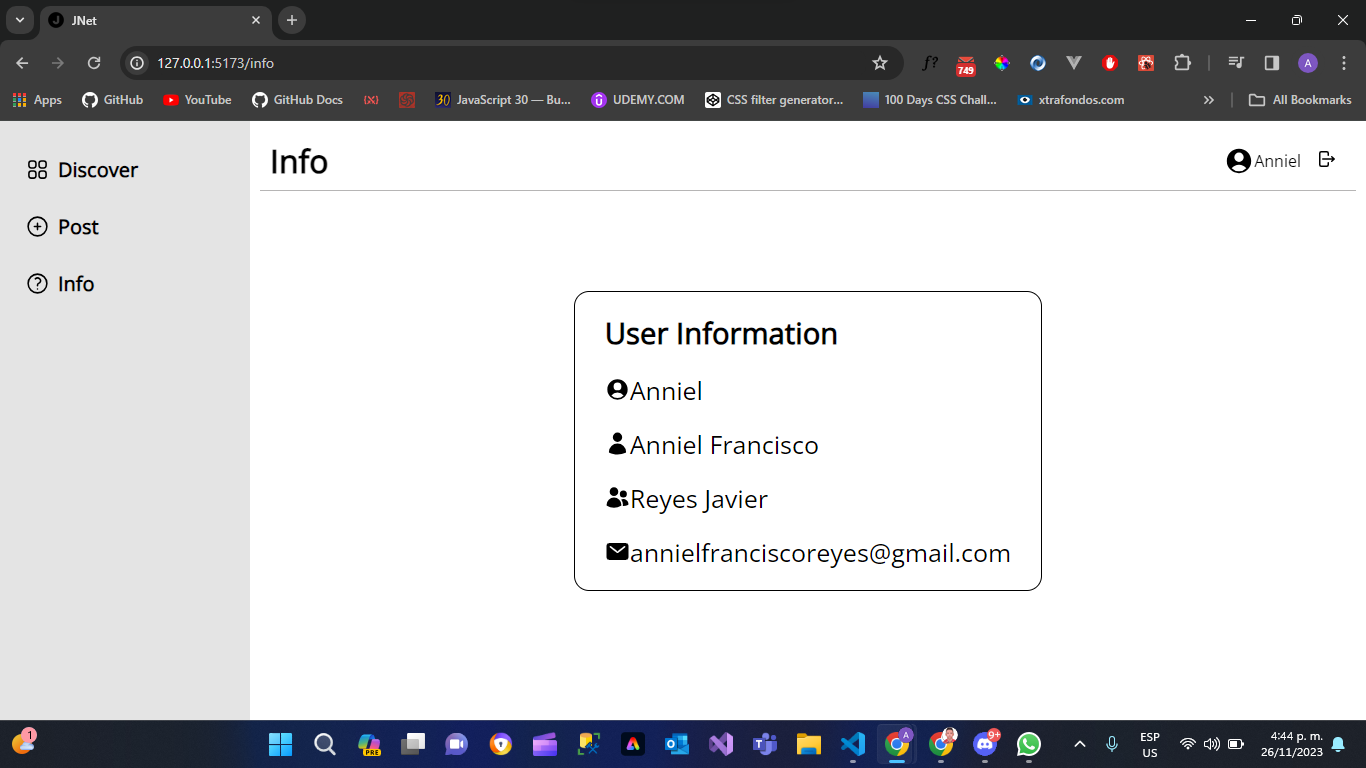 JNet
127.0.0.1:5173/info
f?
749
A
Apps
GitHub
YouTube
GitHub Docs
{X}
30
JavaScript 30 — Bu...
UDEMY.COM
CSS filter generator...
100 Days CSS Chall...
xtrafondos.com
All Bookmarks
Discover
Post
Info
Info
Anniel
User Information
Anniel
Anniel Francisco
Reyes Javier
annielfranciscoreyes@gmail.com
1
PRE
A
9+
ESP
US
4:44 p. m.
26/11/2023